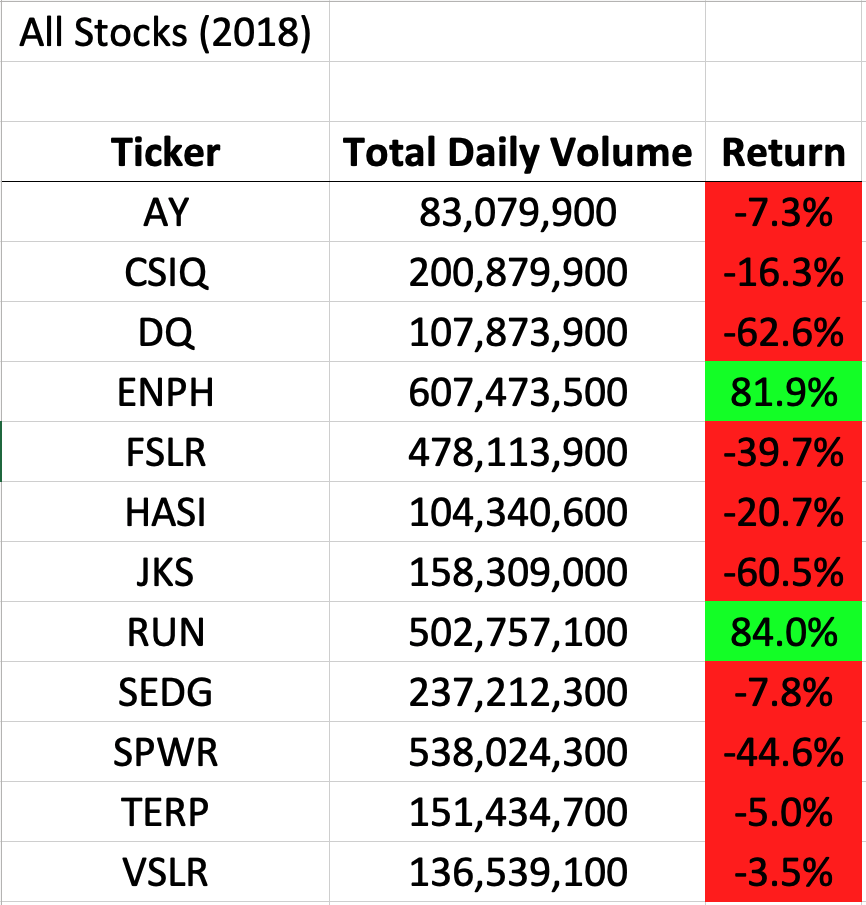 All Stocks (2018)
Ticker Total Daily Volume Return
AY 83,079,900 -7.3%
CSIQ 200,879,900 -16.3%
DQ 107,873,900 -62.6%
ENPH 607,473,500 81.9%
FSLR 478,113,900 -39.7%
HASI 104,340,600 -20.7%
JKS 158,309,000 -60.5%
RUN 502,757,100 84.0%
SEDG 237,212,300 -7.8%
SPWR 538,024,300 -44.6%
TERP 151,434,700 -5.0%
VSLR 136,539,100 -3.5%